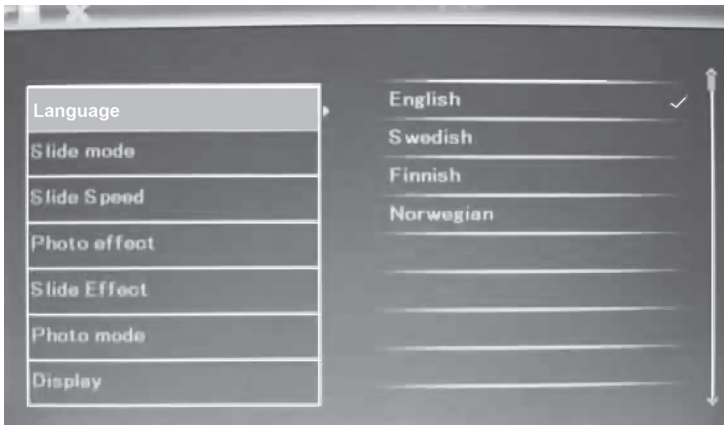 Language
Slide mode
Slide Speed
Photo effect
Slide Effect
Photo mode
Display
English
Swedish
Finnish
Norwegian